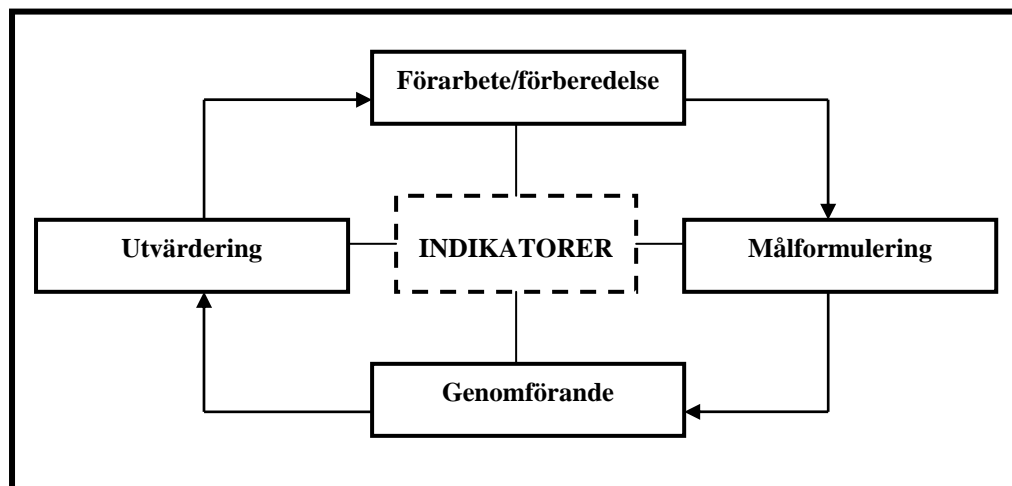 Förarbete/förberedelse
Utvärdering
INDIKATORER
Målformulering
Genomförande